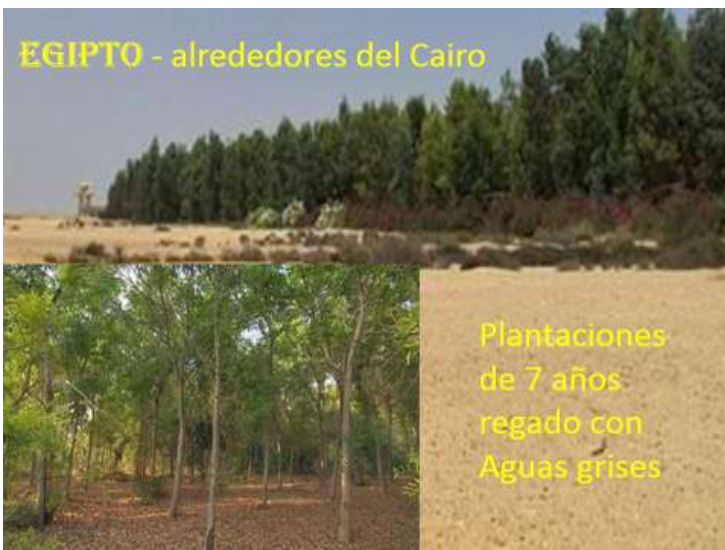 EGIPTO - alrededores del Cairo
Plantaciones
de 7 años
regado con
Aguas grises